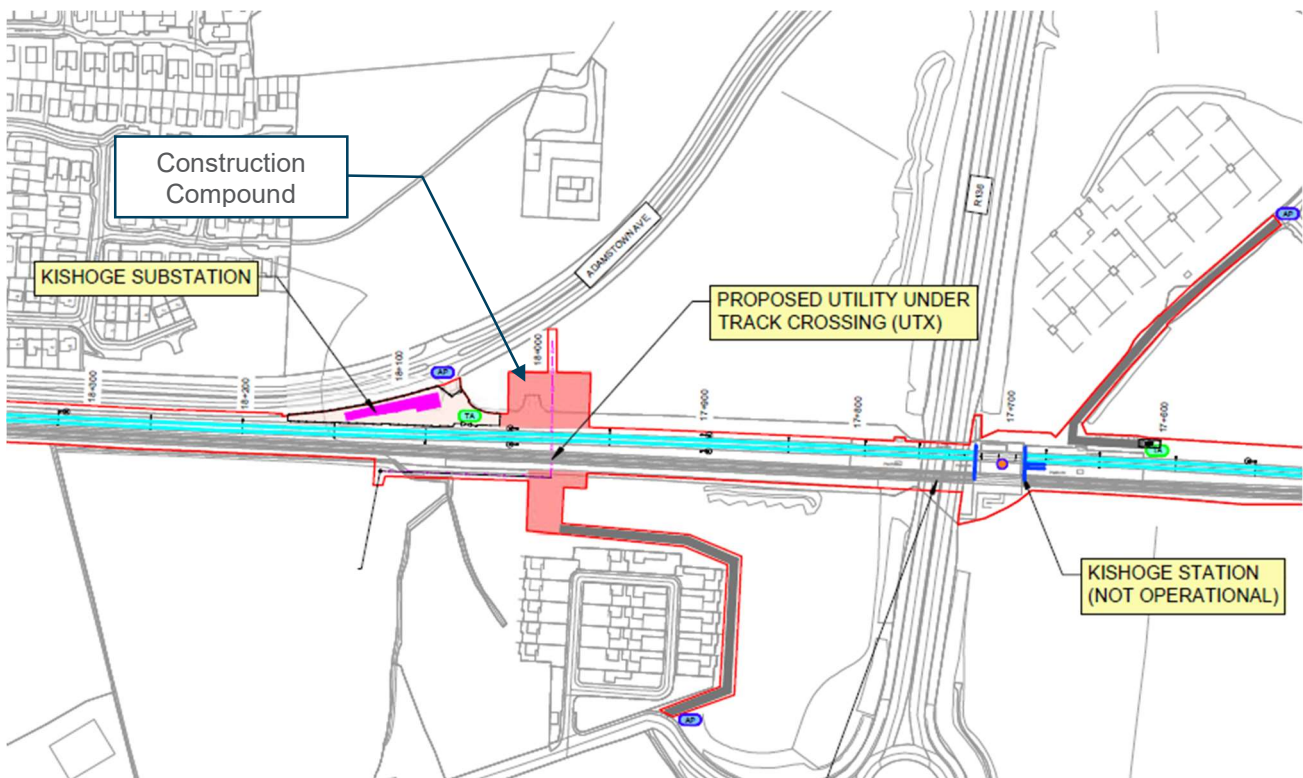 Construction
Compound
KISHOGE SUBSTATION
ADAMSTOWN AVE
R136
AP
PROPOSED UTILITY UNDER
TRACK CROSSING (UTX)
18+300
18+200
18+100
AP
TA
18+000
17+900
17+800
17+700
17+600
TA
KISHOGE STATION
(NOT OPERATIONAL)
AP